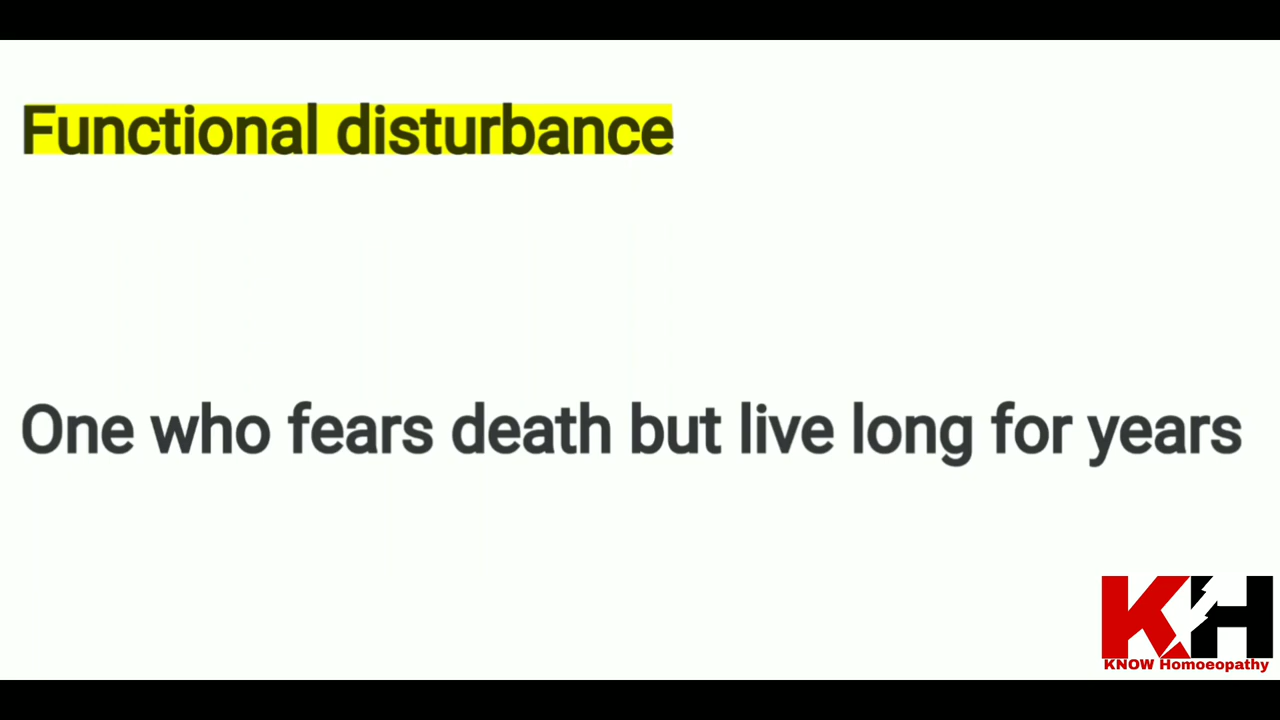 Functional disturbance
One who fears death but live long for years
KH
KNOW Homoeopathy